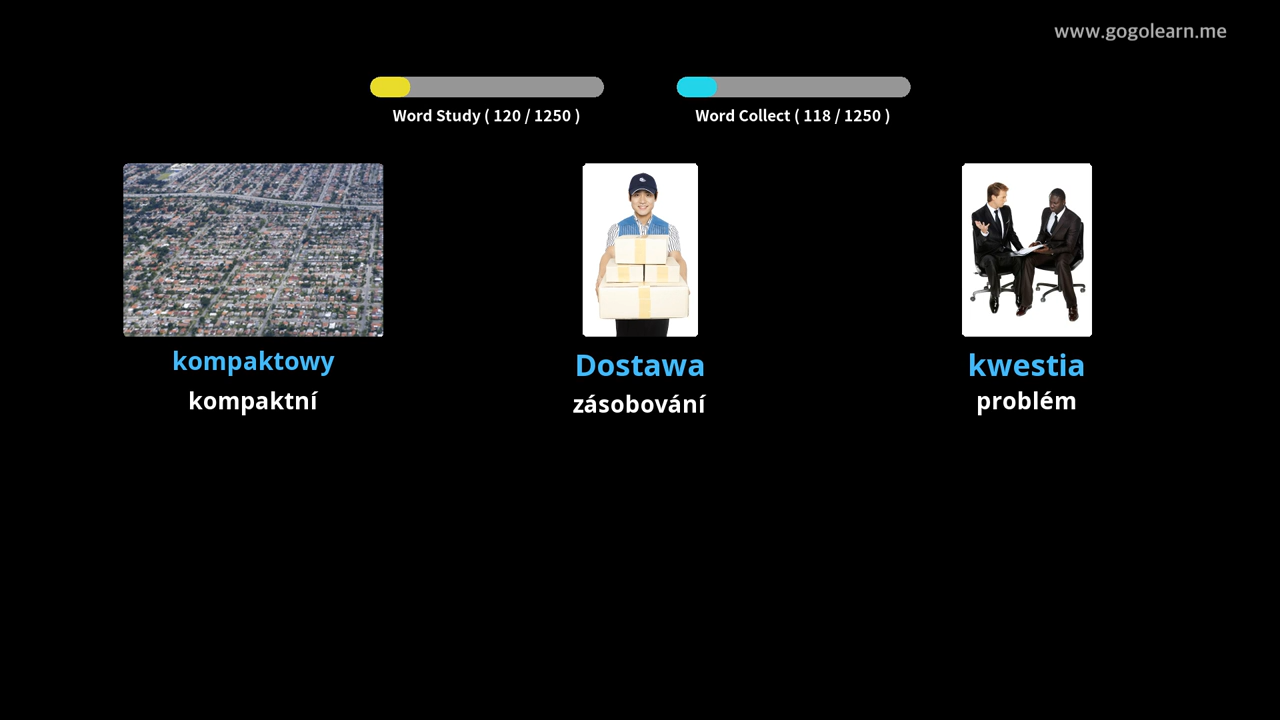 www.gogolearn.me
Word Study ( 120 / 1250 )
Word Collect ( 118 / 1250 )
kompaktowy
kompaktní
Dostawa
zásobování
kwestia
problém